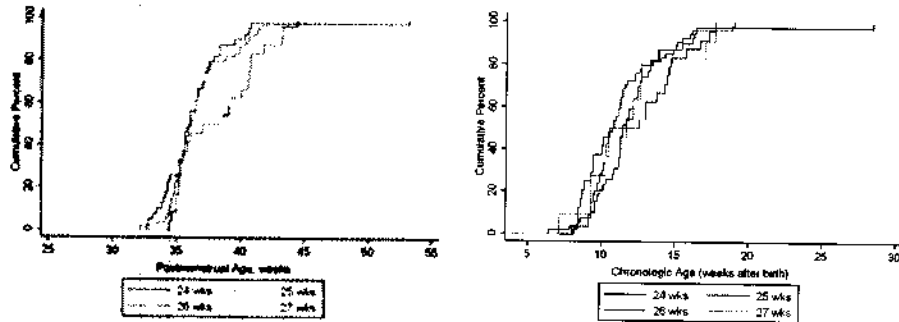 Cumulative Percent
0 20 40 60 80 100
25 30 35 40 45 50 55
Postmenstrual Age, weeks
24 wks 25 wks
26 wks 27 wks
Cumulative Percent
0 20 40 60 80 100
5 10 15 20 25 30
Chronologic Age (weeks after birth)
24 wks 25 wks
26 wks 27 wks